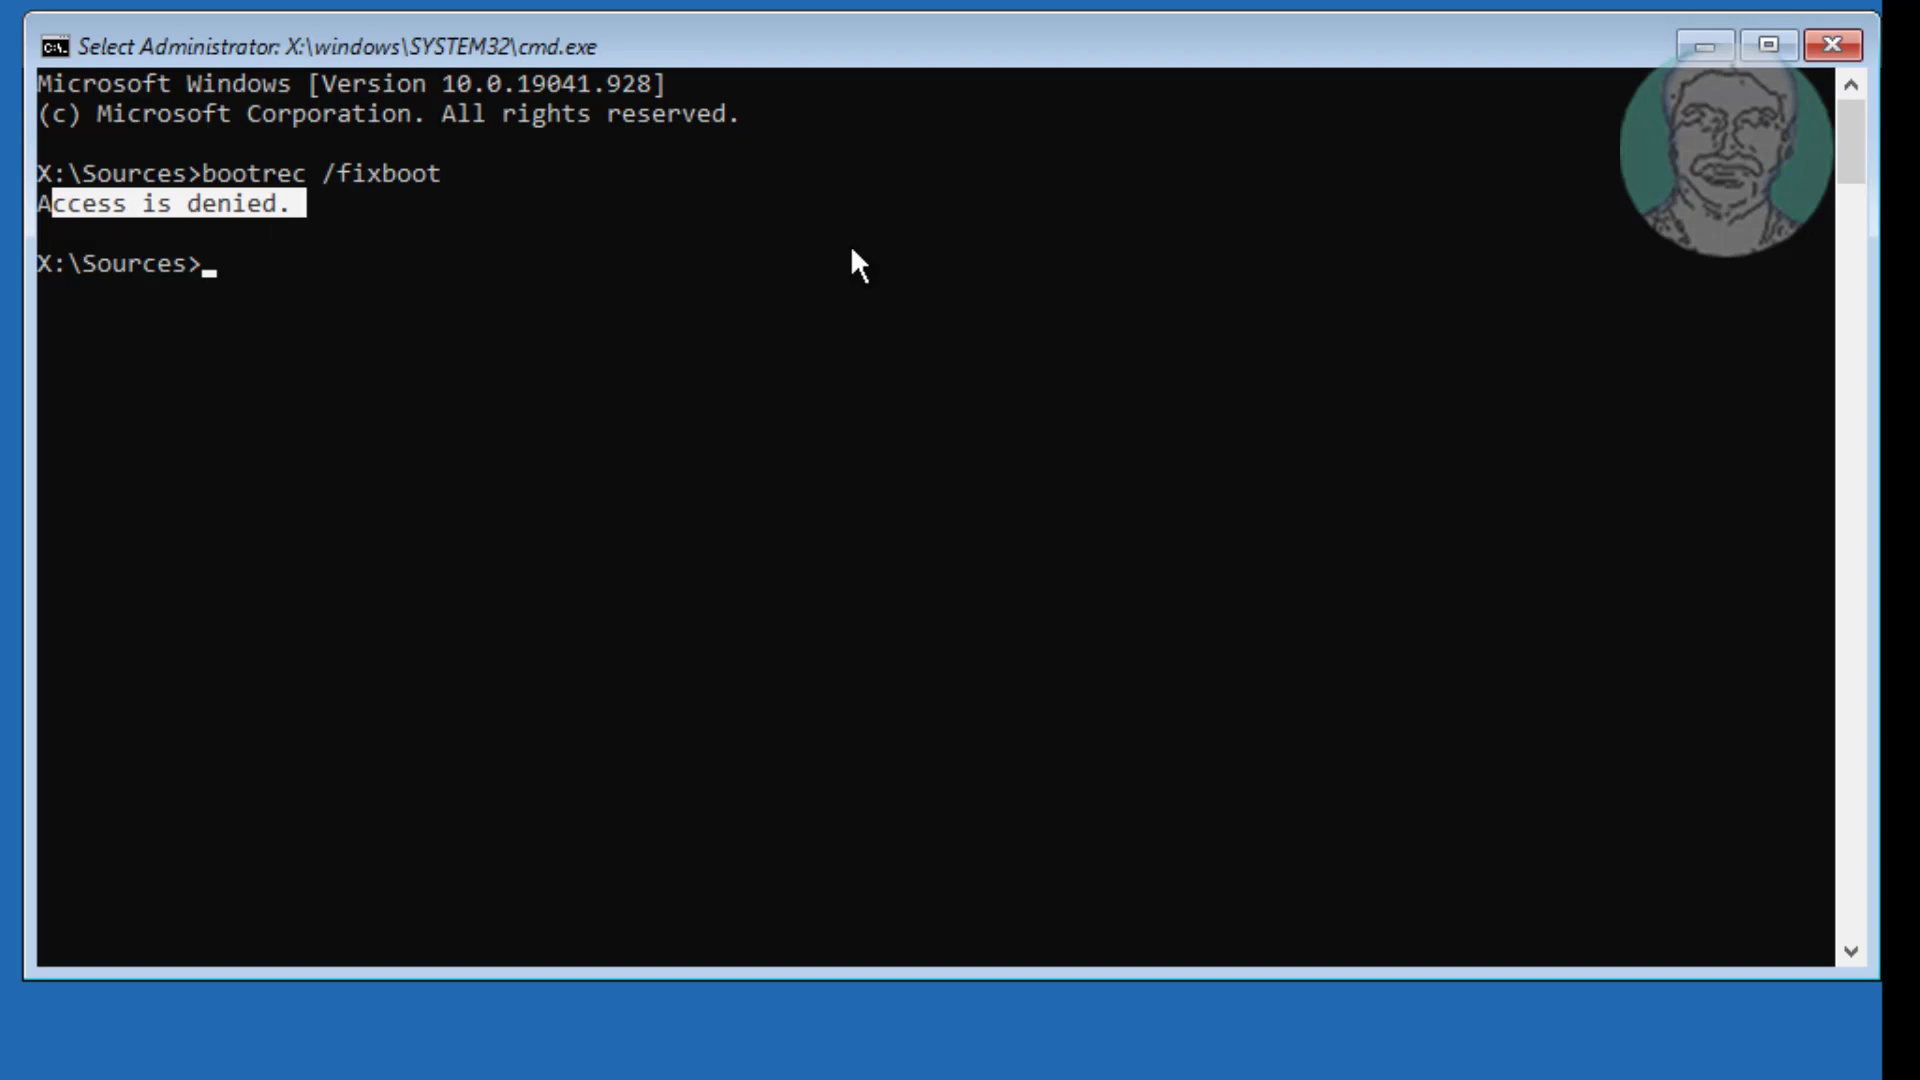 Select Administrator: X:\windows\SYSTEM32\cmd.exe
Microsoft Windows [Version 10.0.19041.928]
(c) Microsoft Corporation. All rights reserved.
X:\Sources>bootrec /fixboot
Access is denied.
X:\Sources>